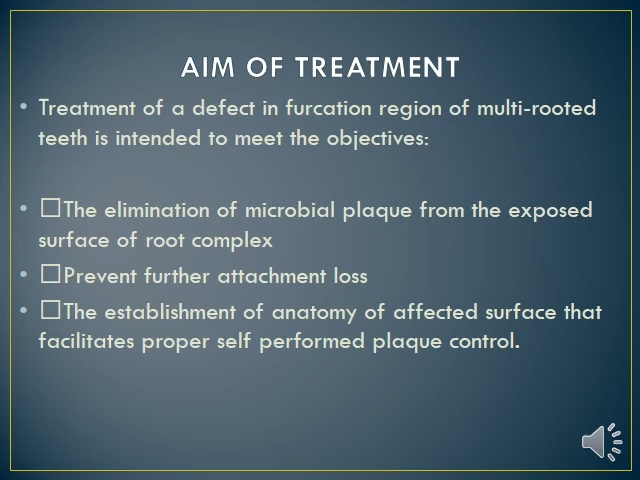 AIM OF TREATMENT
• Treatment of a defect in furcation region of multi-rooted
teeth is intended to meet the objectives:
• □The elimination of microbial plaque from the exposed
surface of root complex
• □Prevent further attachment loss
• □The establishment of anatomy of affected surface that
facilitates proper self performed plaque control.